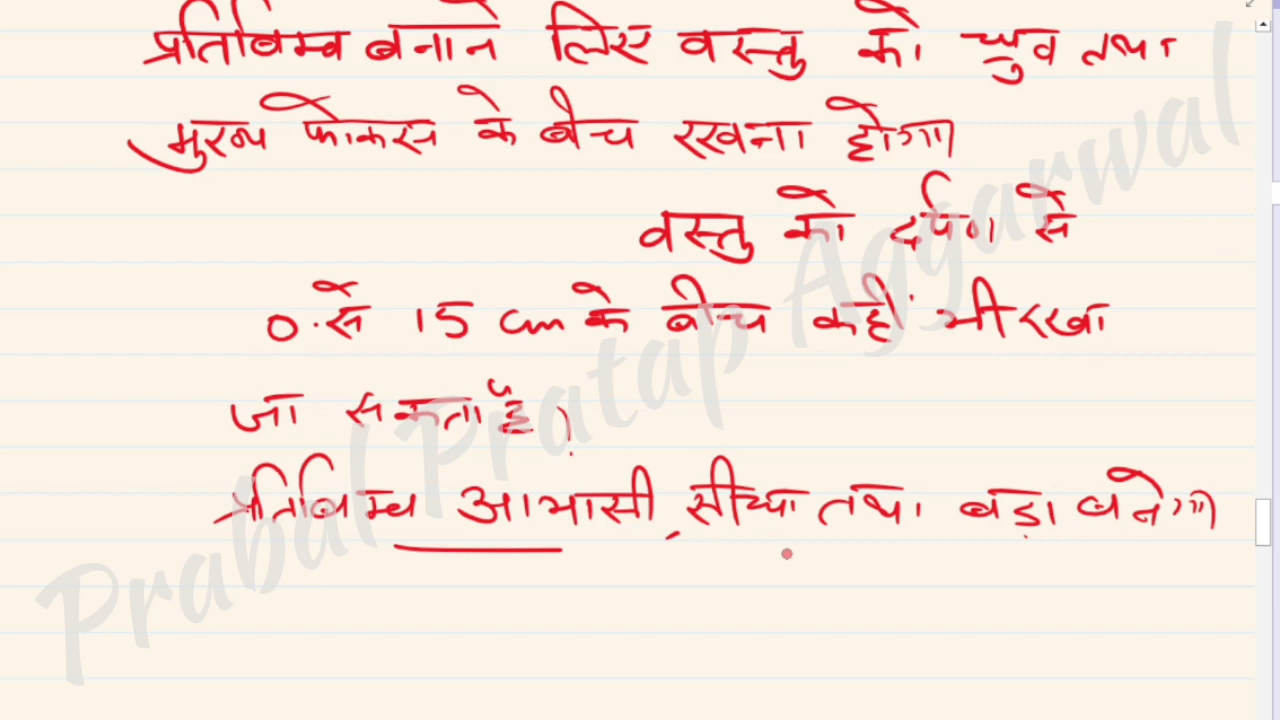 प्रतिबिम्ब बनाने लिए वस्तु को ध्रुव तथा
मुख्य फोकस के बीच रखना होगा
वस्तु को दर्पण से
0 से 15 cm के बीच कहीं भी रखा
जा सकता है।
प्रतिबिम्ब आभासी, सीधा तथा बड़ा बनेगा
Prabal Pratap Aggarwal